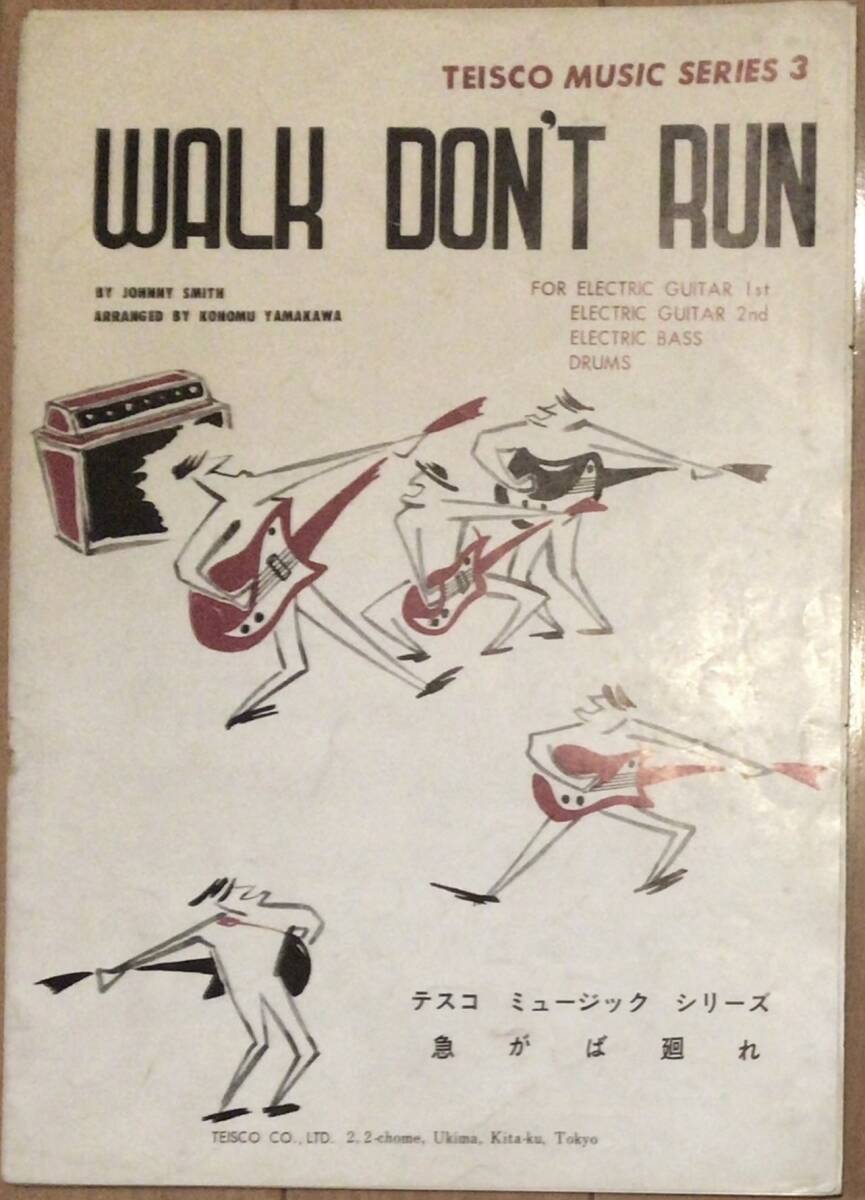 TEISCO MUSIC SERIES 3
WALK DON'T RUN
BY JOHNNY SMITH
ARRANGED BY KONOMU YAMAKAWA
FOR ELECTRIC GUITAR 1st
ELECTRIC GUITAR 2nd
ELECTRIC BASS
DRUMS
テスコ ミュージック シリーズ
急がば廻れ
TEISCO CO., LTD. 2, 2-chome, Ukima, Kita-ku, Tokyo